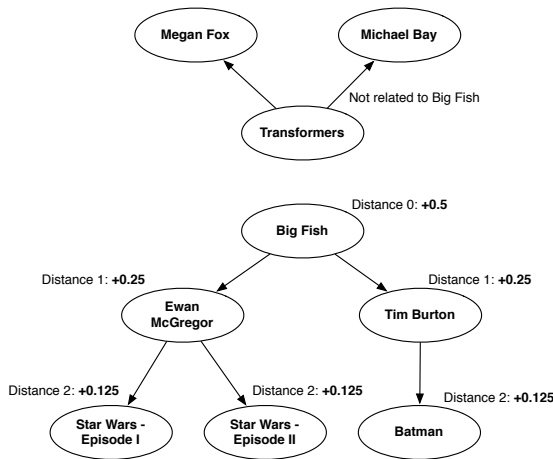 Megan Fox
Michael Bay
Not related to Big Fish
Transformers
Distance 0: +0.5
Big Fish
Distance 1: +0.25
Distance 1: +0.25
Ewan
McGregor
Tim Burton
Distance 2: +0.125
Distance 2: +0.125
Distance 2: +0.125
Star Wars -
Episode I
Star Wars -
Episode II
Batman